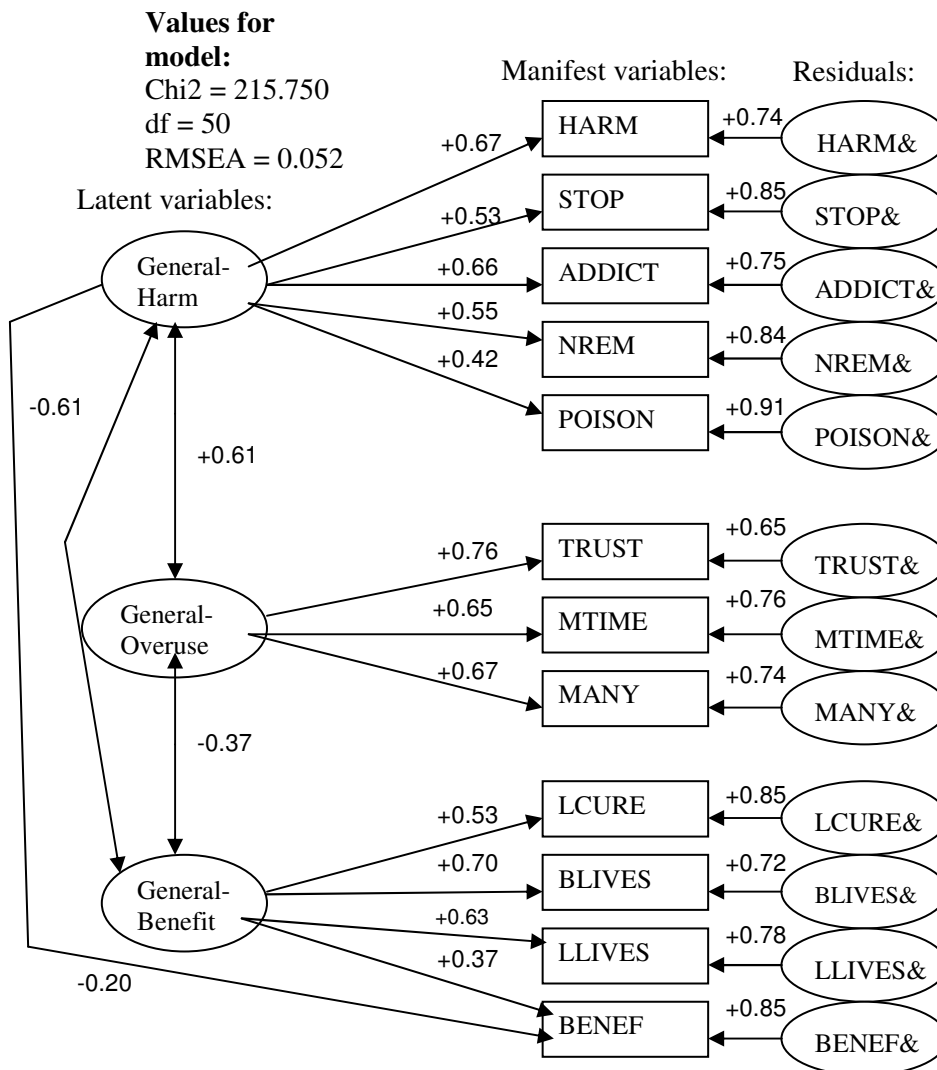 Values for
model:
Chi2 = 215.750
df = 50
RMSEA = 0.052
Manifest variables:
Residuals:
Latent variables:
General-
Harm
+0.67
HARM
+0.74
HARM&
+0.53
STOP
+0.85
STOP&
+0.66
ADDICT
+0.75
ADDICT&
+0.55
NREM
+0.84
NREM&
+0.42
POISON
+0.91
POISON&
-0.61
+0.61
General-
Overuse
+0.76
TRUST
+0.65
TRUST&
+0.65
MTIME
+0.76
MTIME&
+0.67
MANY
+0.74
MANY&
-0.37
General-
Benefit
+0.53
LCURE
+0.85
LCURE&
+0.70
BLIVES
+0.72
BLIVES&
+0.63
LLIVES
+0.78
LLIVES&
+0.37
-0.20
BENEF
+0.85
BENEF&